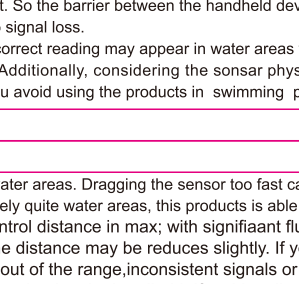 t. So the barrier between the handheld dev
signal loss.
correct reading may appear in water areas
Additionally, considering the sonsar phys
u avoid using the products in swimming p
ater areas. Dragging the sensor too fast ca
ely quite water areas, this products is able
ntrol distance in max; with signifiaant flu
e distance may be reduces slightly. If y
out of the range,inconsistent signals or